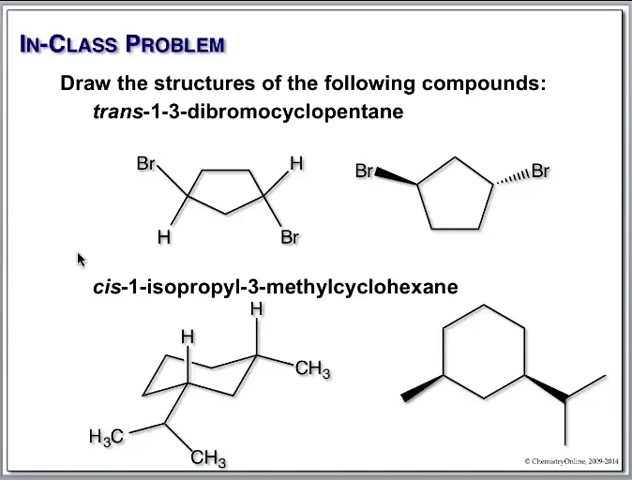 IN-CLASS PROBLEM
Draw the structures of the following compounds:
trans-1-3-dibromocyclopentane
Br H
H Br
Br Br
cis-1-isopropyl-3-methylcyclohexane
H
H
CH₃
H₃C
CH₃
© ChemistryOnline, 2009-2014